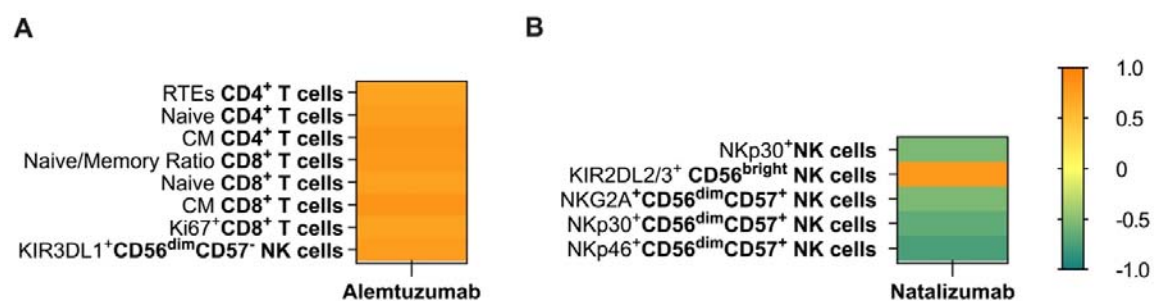 A
RTEs CD4⁺ T cells
Naive CD4⁺ T cells
CM CD4⁺ T cells
Naive/Memory Ratio CD8⁺ T cells
Naive CD8⁺ T cells
CM CD8⁺ T cells
Ki67⁺CD8⁺ T cells
KIR3DL1⁺CD56ᵈⁱᵐCD57⁻ NK cells
Alemtuzumab
B
NKp30⁺NK cells
KIR2DL2/3⁺ CD56ᵇʳⁱᵍʰᵗ NK cells
NKG2A⁺CD56ᵈⁱᵐCD57⁺ NK cells
NKp30⁺CD56ᵈⁱᵐCD57⁺ NK cells
NKp46⁺CD56ᵈⁱᵐCD57⁺ NK cells
Natalizumab
1.0
0.5
0
-0.5
-1.0